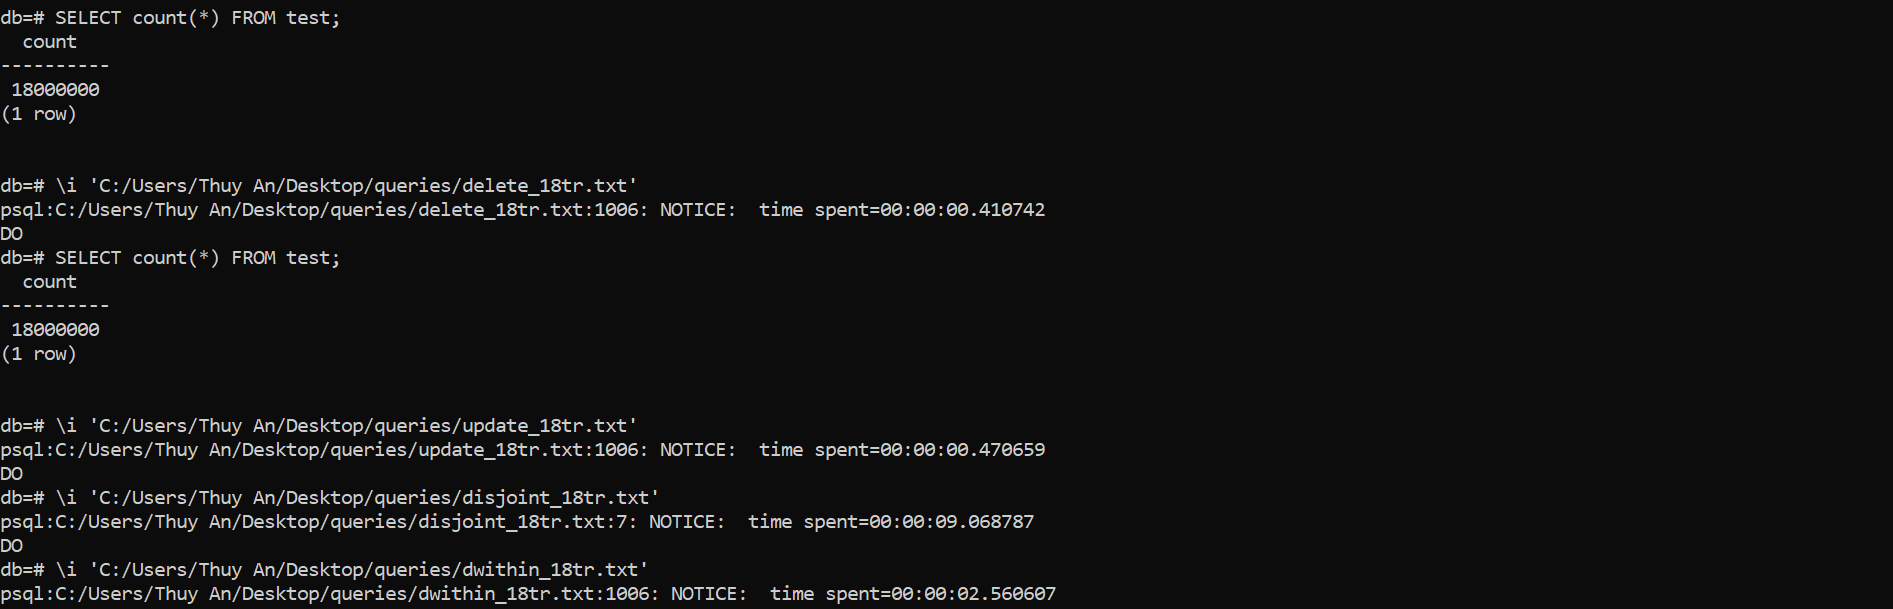 db=# SELECT count(*) FROM test;
  count
----------
 18000000
(1 row)
db=# \i 'C:/Users/Thuy An/Desktop/queries/delete_18tr.txt'
psql:C:/Users/Thuy An/Desktop/queries/delete_18tr.txt:1006: NOTICE:  time spent=00:00:00.410742
DO
db=# SELECT count(*) FROM test;
  count
----------
 18000000
(1 row)
db=# \i 'C:/Users/Thuy An/Desktop/queries/update_18tr.txt'
psql:C:/Users/Thuy An/Desktop/queries/update_18tr.txt:1006: NOTICE:  time spent=00:00:00.470659
DO
db=# \i 'C:/Users/Thuy An/Desktop/queries/disjoint_18tr.txt'
psql:C:/Users/Thuy An/Desktop/queries/disjoint_18tr.txt:7: NOTICE:  time spent=00:00:09.068787
DO
db=# \i 'C:/Users/Thuy An/Desktop/queries/dwithin_18tr.txt'
psql:C:/Users/Thuy An/Desktop/queries/dwithin_18tr.txt:1006: NOTICE:  time spent=00:00:02.560607